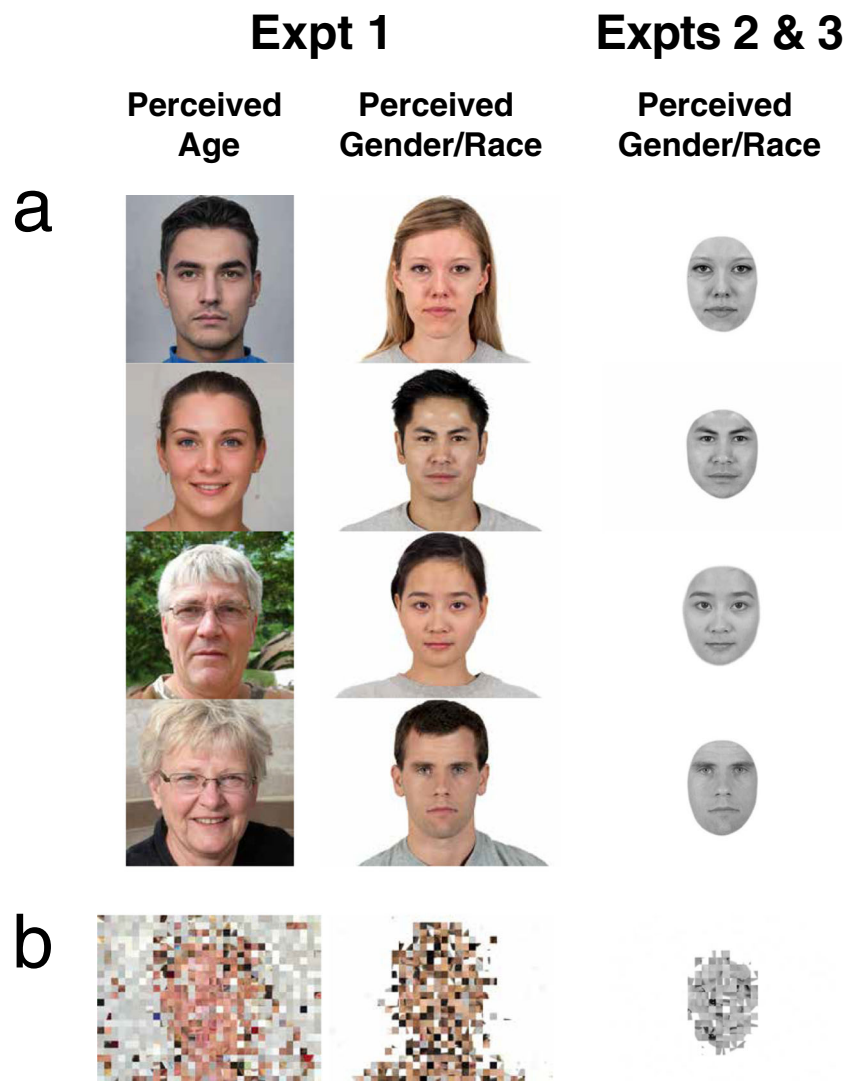 Expt 1
Expts 2 & 3
Perceived
Age
Perceived
Gender/Race
Perceived
Gender/Race
a
b